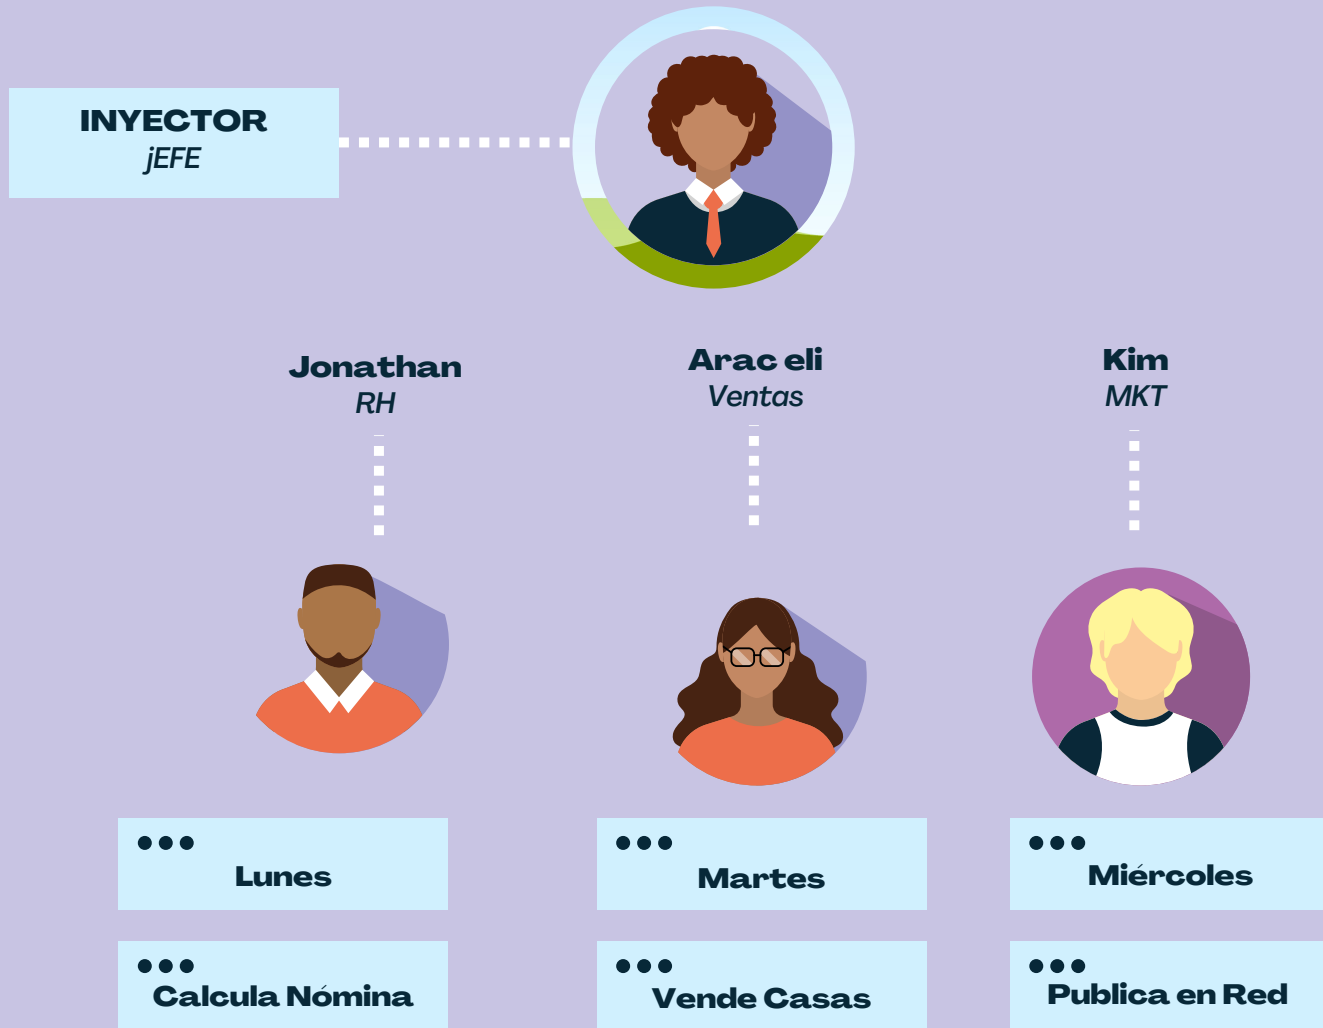 INYECTOR
jEFE
Jonathan
RH
Arac eli
Ventas
Kim
MKT
Lunes
Martes
Miércoles
Calcula Nómina
Vende Casas
Publica en Red